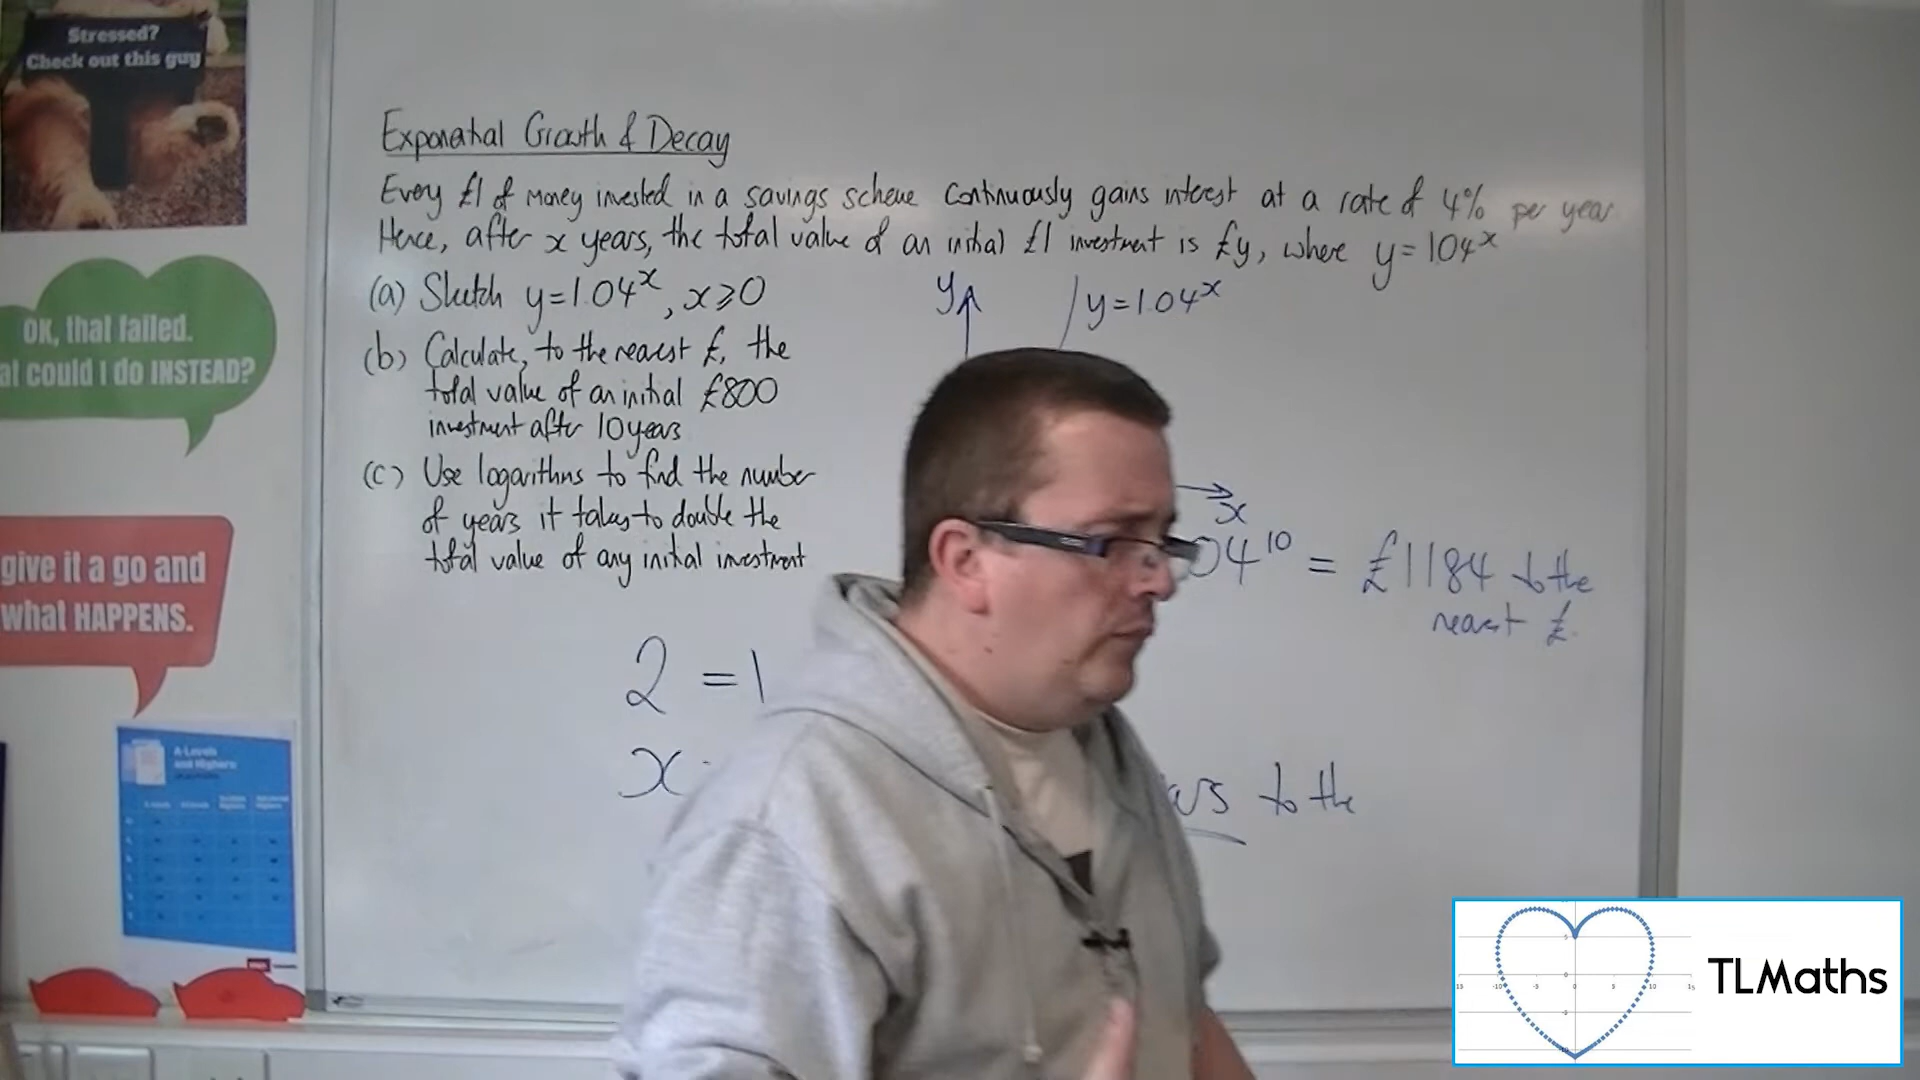 Stressed?
Check out this guy
OK, that failed.
at could I do INSTEAD?
give it a go and
what HAPPENS.
A-Levels
and Highers
Exponential Growth & Decay
Every £1 of money invested in a savings scheme continuously gains interest at a rate of 4% per year.
Hence, after x years, the total value of an initial £1 investment is £y, where y = 1.04^x
(a) Sketch y = 1.04^x, x ≥ 0
(b) Calculate, to the nearest £, the
total value of an initial £800
investment after 10 years
(c) Use logarithms to find the number
of years it takes to double the
total value of any initial investment
y
y = 1.04^x
x
04^10 = £1184 to the
nearest £.
2 = 1
x
to the
TLMaths